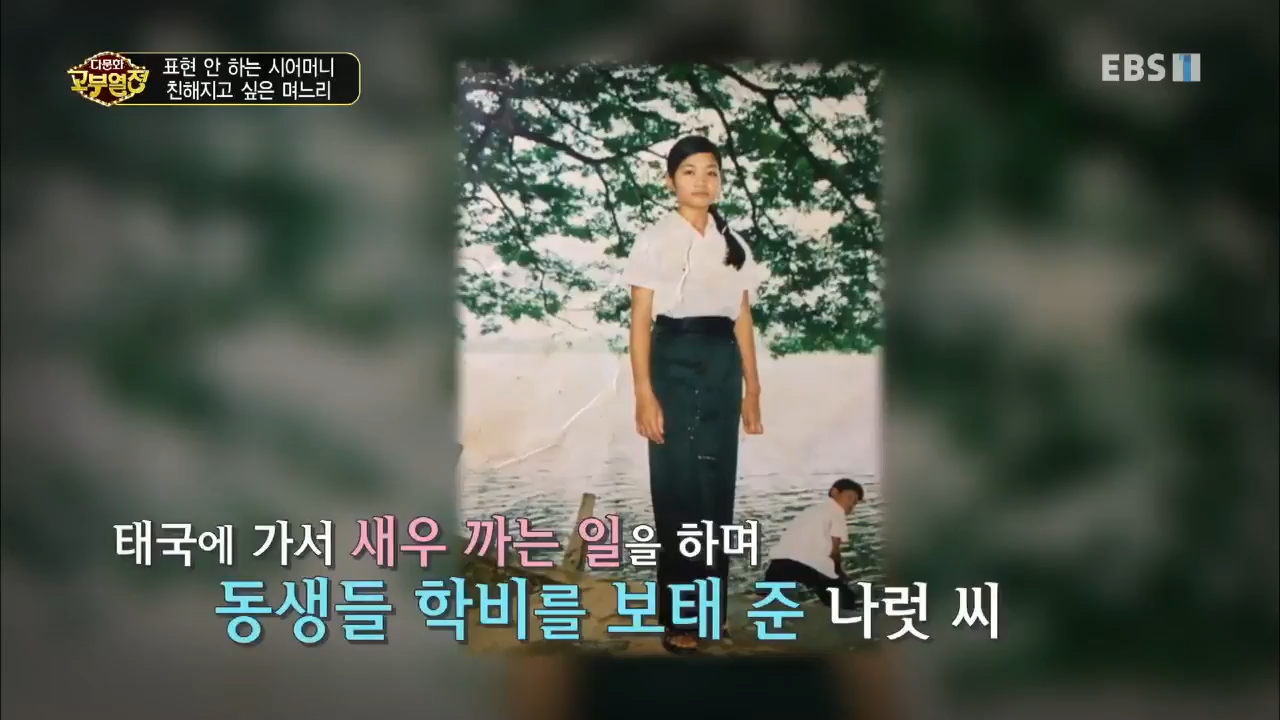 다문화
고부열전
표현 안 하는 시어머니
친해지고 싶은 며느리
EBS 1
태국에 가서 새우 까는 일을 하며
동생들 학비를 보태 준 나럿 씨